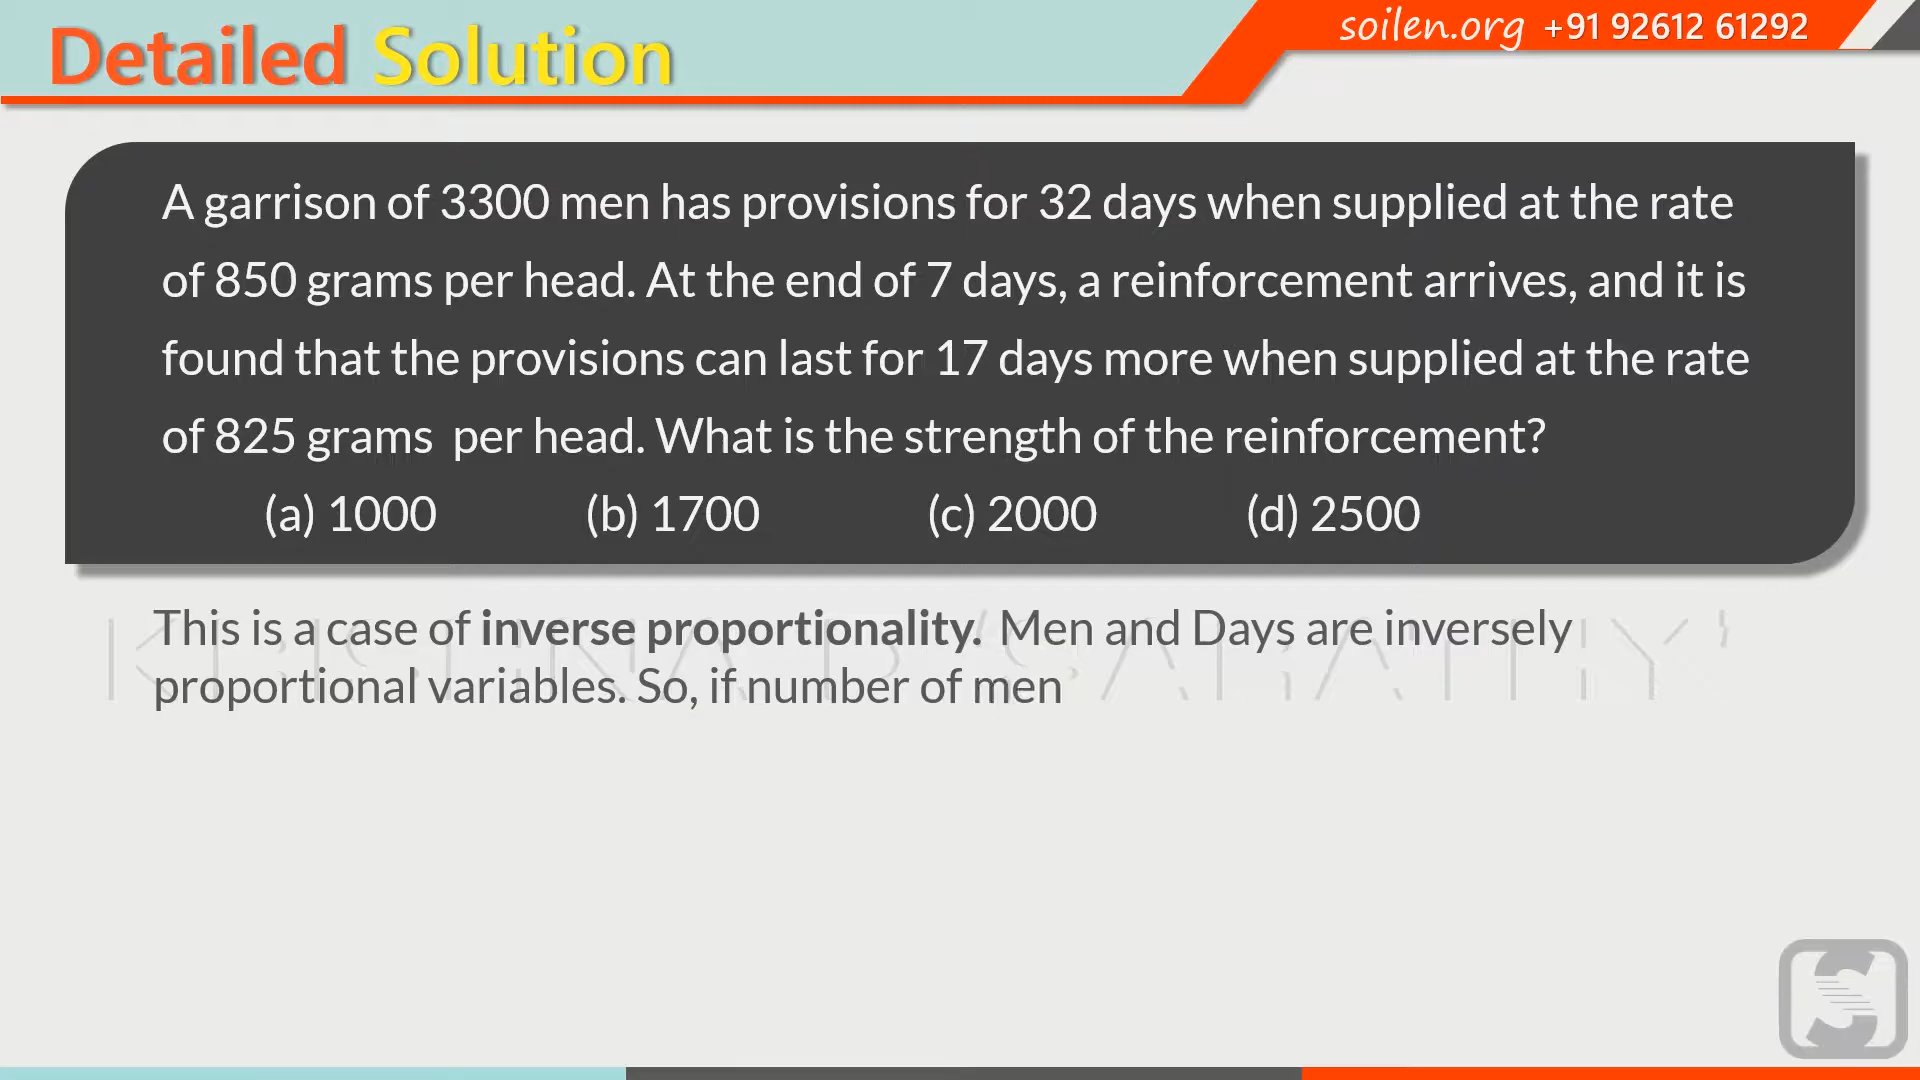 Detailed Solution
soilen.org +91 92612 61292
A garrison of 3300 men has provisions for 32 days when supplied at the rate
of 850 grams per head. At the end of 7 days, a reinforcement arrives, and it is
found that the provisions can last for 17 days more when supplied at the rate
of 825 grams  per head. What is the strength of the reinforcement?
(a) 1000 (b) 1700 (c) 2000 (d) 2500
This is a case of inverse proportionality.  Men and Days are inversely
proportional variables. So, if number of men